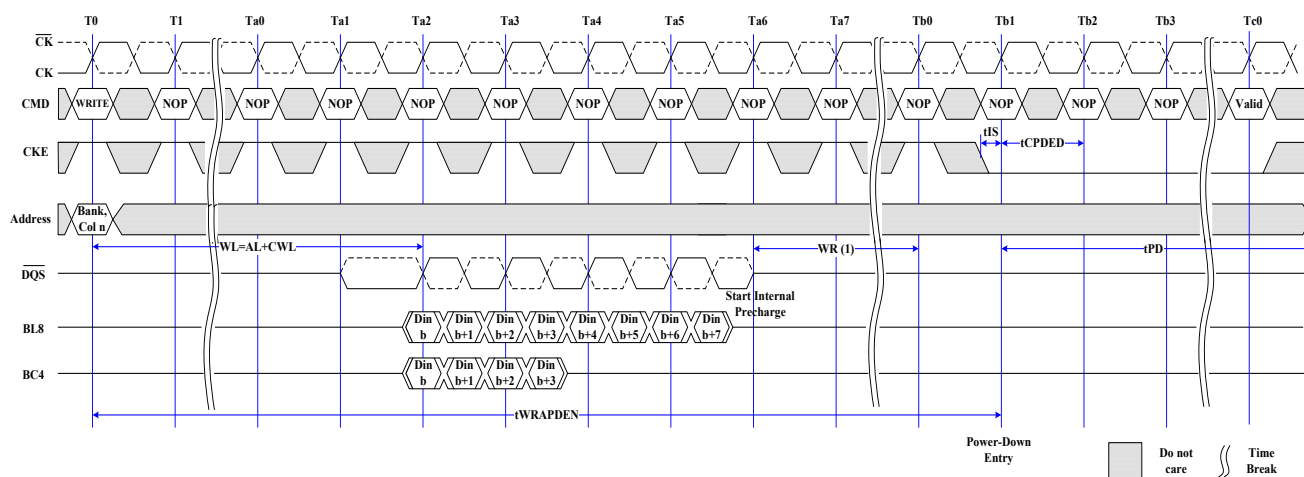 T0 T1 Ta0 Ta1 Ta2 Ta3 Ta4 Ta5 Ta6 Ta7 Tb0 Tb1 Tb2 Tb3 Tc0
CK
CK
CMD WRITE NOP NOP NOP NOP NOP NOP NOP NOP NOP NOP NOP NOP NOP Valid
tIS
tCPDED
CKE
Address Bank,
Col n
WL=AL+CWL WR (1) tPD
DQS
Start Internal
Precharge
BL8 Din Din Din Din Din Din Din Din
b b+1 b+2 b+3 b+4 b+5 b+6 b+7
BC4 Din Din Din Din
b b+1 b+2 b+3
tWRAPDEN
Power-Down
Entry
Do not
care
Time
Break